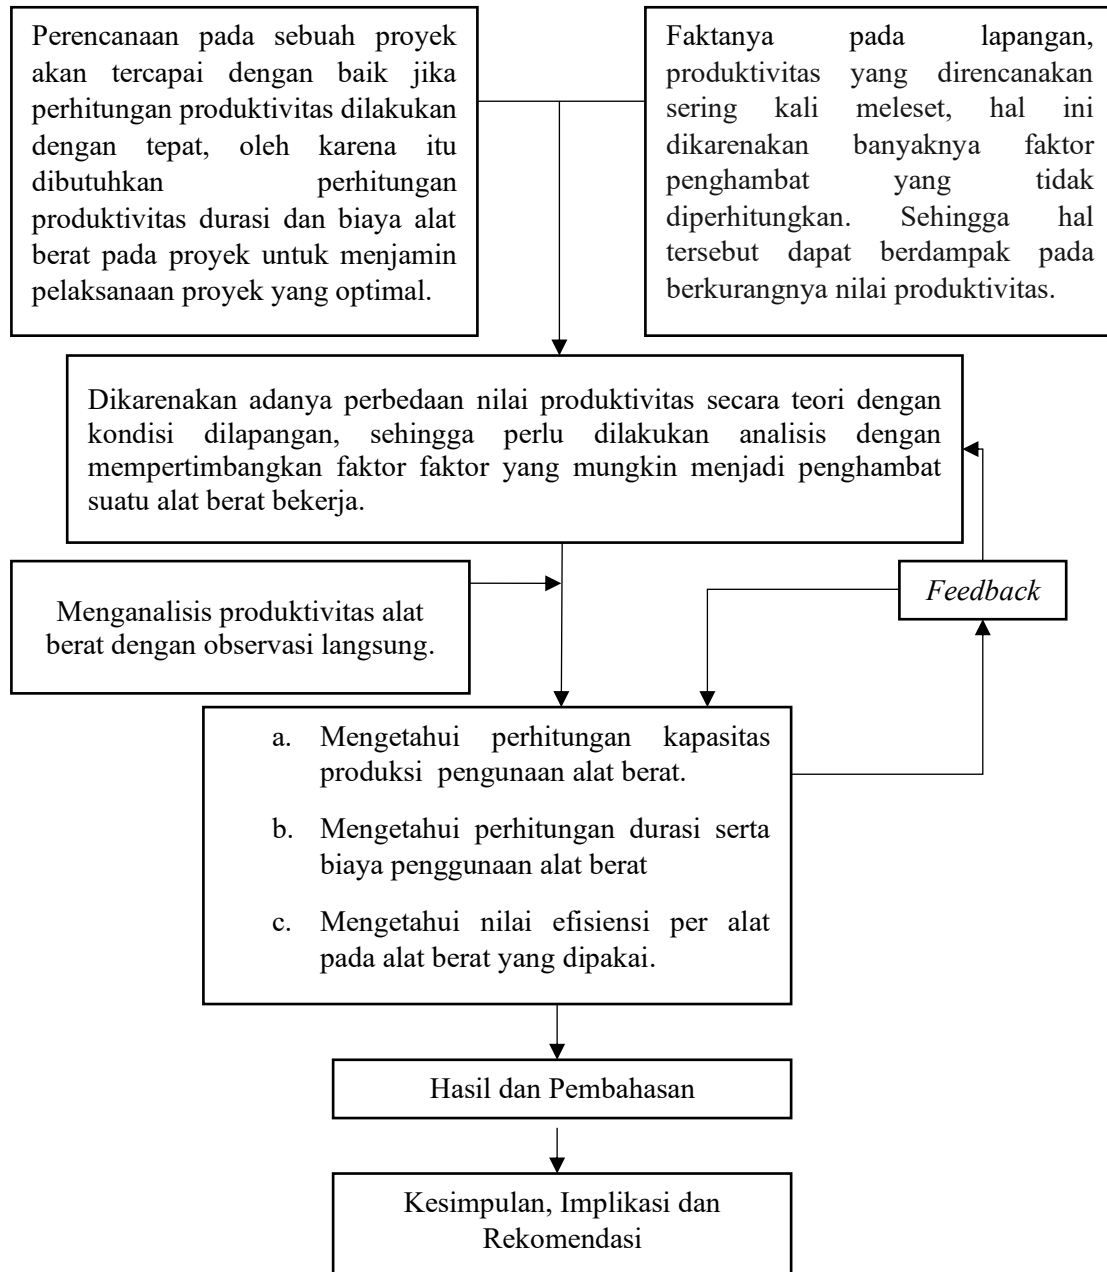 Perencanaan pada sebuah proyek
akan tercapai dengan baik jika
perhitungan produktivitas dilakukan
dengan tepat, oleh karena itu
dibutuhkan perhitungan
produktivitas durasi dan biaya alat
berat pada proyek untuk menjamin
pelaksanaan proyek yang optimal.
Faktanya pada lapangan,
produktivitas yang direncanakan
sering kali meleset, hal ini
dikarenakan banyaknya faktor
penghambat yang tidak
diperhitungkan. Sehingga hal
tersebut dapat berdampak pada
berkurangnya nilai produktivitas.
Dikarenakan adanya perbedaan nilai produktivitas secara teori dengan
kondisi dilapangan, sehingga perlu dilakukan analisis dengan
mempertimbangkan faktor faktor yang mungkin menjadi penghambat
suatu alat berat bekerja.
Menganalisis produktivitas alat
berat dengan observasi langsung.
Feedback
a. Mengetahui perhitungan kapasitas
produksi pengunaan alat berat.
b. Mengetahui perhitungan durasi serta
biaya penggunaan alat berat
c. Mengetahui nilai efisiensi per alat
pada alat berat yang dipakai.
Hasil dan Pembahasan
Kesimpulan, Implikasi dan
Rekomendasi